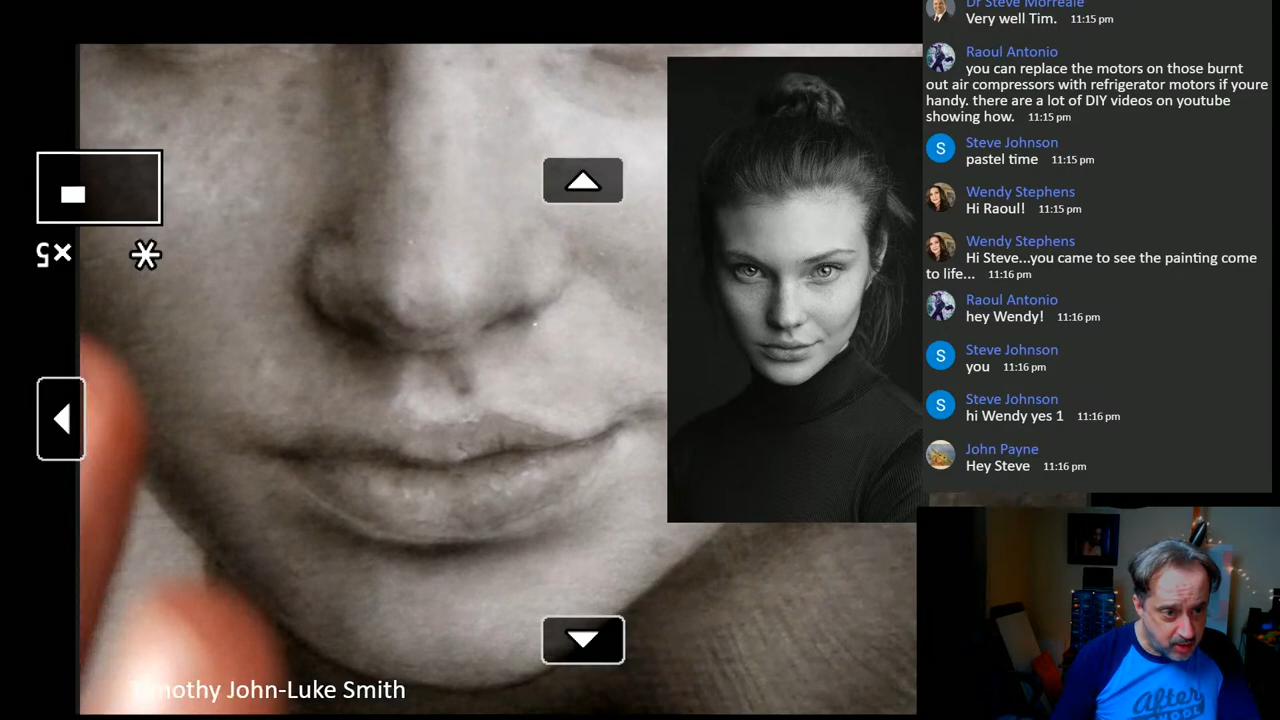 Dr Steve Morreale
Very well Tim. 11:15 pm
Raoul Antonio
you can replace the motors on those burnt
out air compressors with refrigerator motors if youre
handy. there are a lot of DIY videos on youtube
showing how. 11:15 pm
S Steve Johnson
pastel time 11:15 pm
Wendy Stephens
Hi Raoul! 11:15 pm
Wendy Stephens
Hi Steve...you came to see the painting come
to life... 11:16 pm
Raoul Antonio
hey Wendy! 11:16 pm
S Steve Johnson
you 11:16 pm
S Steve Johnson
hi Wendy yes 1 11:16 pm
John Payne
Hey Steve 11:16 pm
x5
Timothy John-Luke Smith
After